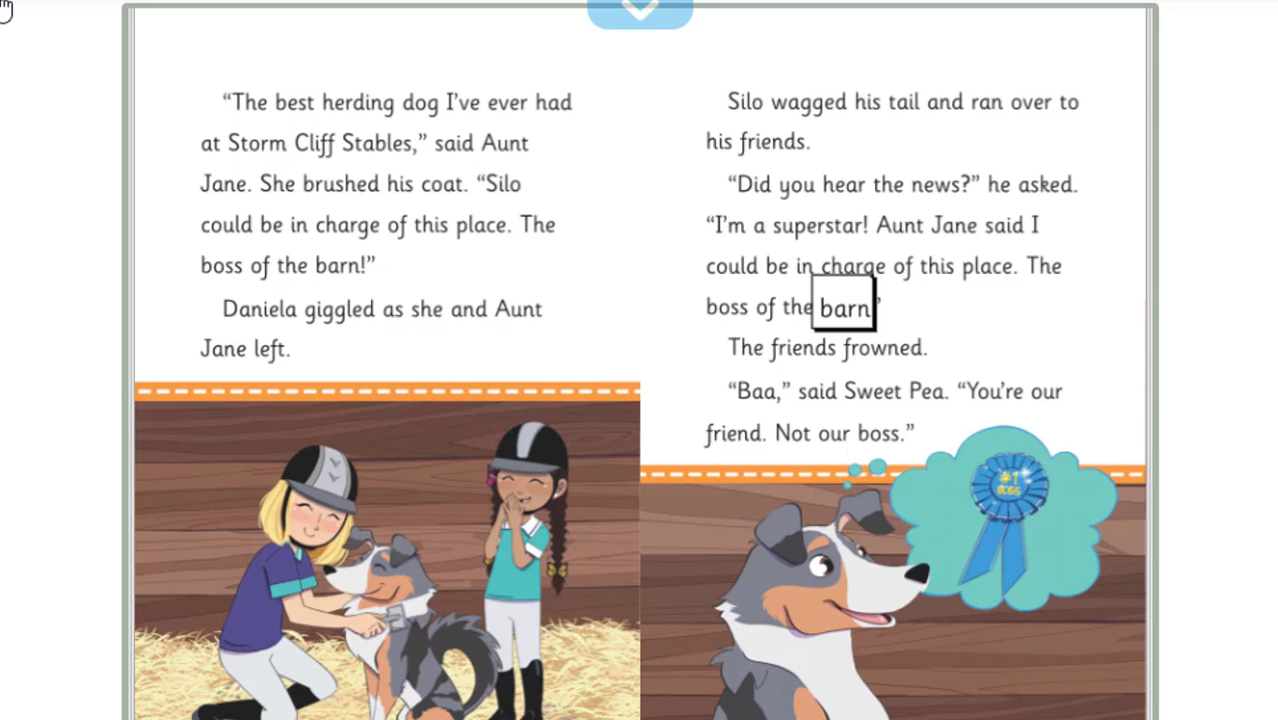 “The best herding dog I’ve ever had
at Storm Cliff Stables,” said Aunt
Jane. She brushed his coat. “Silo
could be in charge of this place. The
boss of the barn!”
Daniela giggled as she and Aunt
Jane left.
Silo wagged his tail and ran over to
his friends.
“Did you hear the news?” he asked.
“I’m a superstar! Aunt Jane said I
could be in charge of this place. The
boss of the barn”
The friends frowned.
“Baa,” said Sweet Pea. “You’re our
friend. Not our boss.”
#1
BOSS